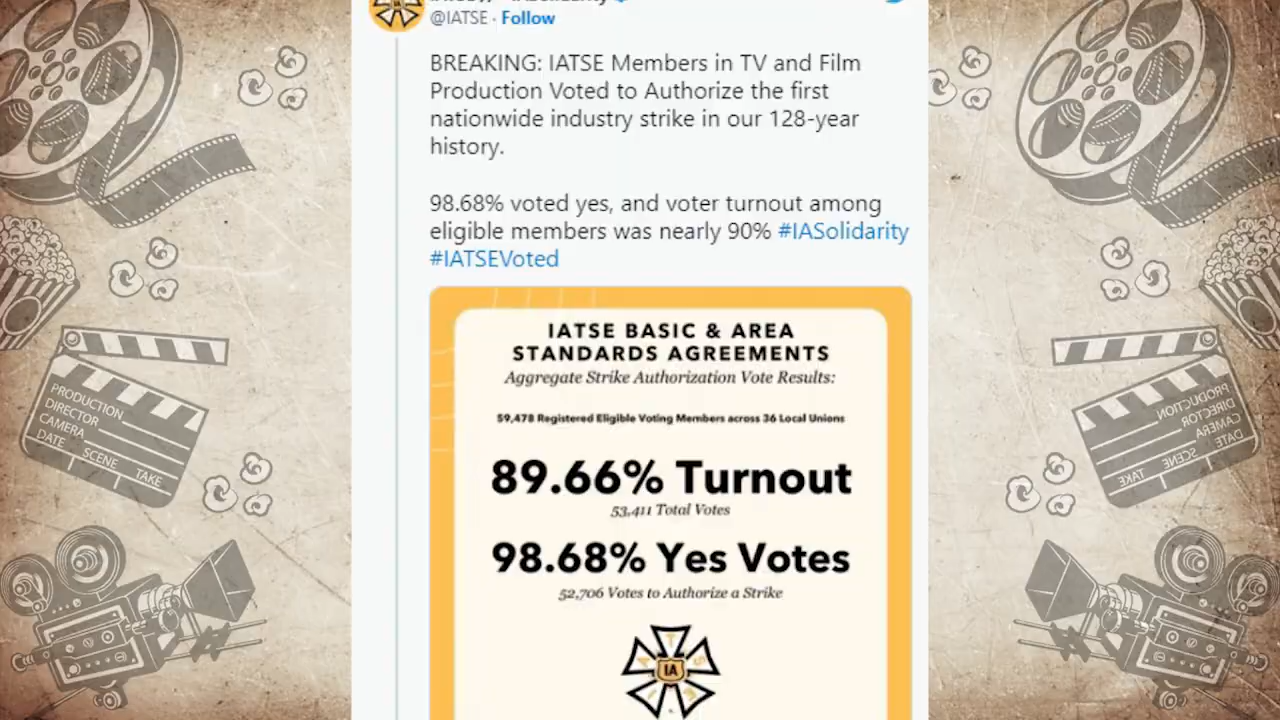 @IATSE · Follow
BREAKING: IATSE Members in TV and Film
Production Voted to Authorize the first
nationwide industry strike in our 128-year
history.
98.68% voted yes, and voter turnout among
eligible members was nearly 90% #IASolidarity
#IATSEVoted
IATSE BASIC & AREA
STANDARDS AGREEMENTS
Aggregate Strike Authorization Vote Results:
59,478 Registered Eligible Voting Members across 36 Local Unions
89.66% Turnout
53,411 Total Votes
98.68% Yes Votes
52,706 Votes to Authorize a Strike
IA
PRODUCTION
DIRECTOR
CAMERA
DATE SCENE TAKE
PRODUCTION
DIRECTOR
CAMERA
DATE SCENE TAKE